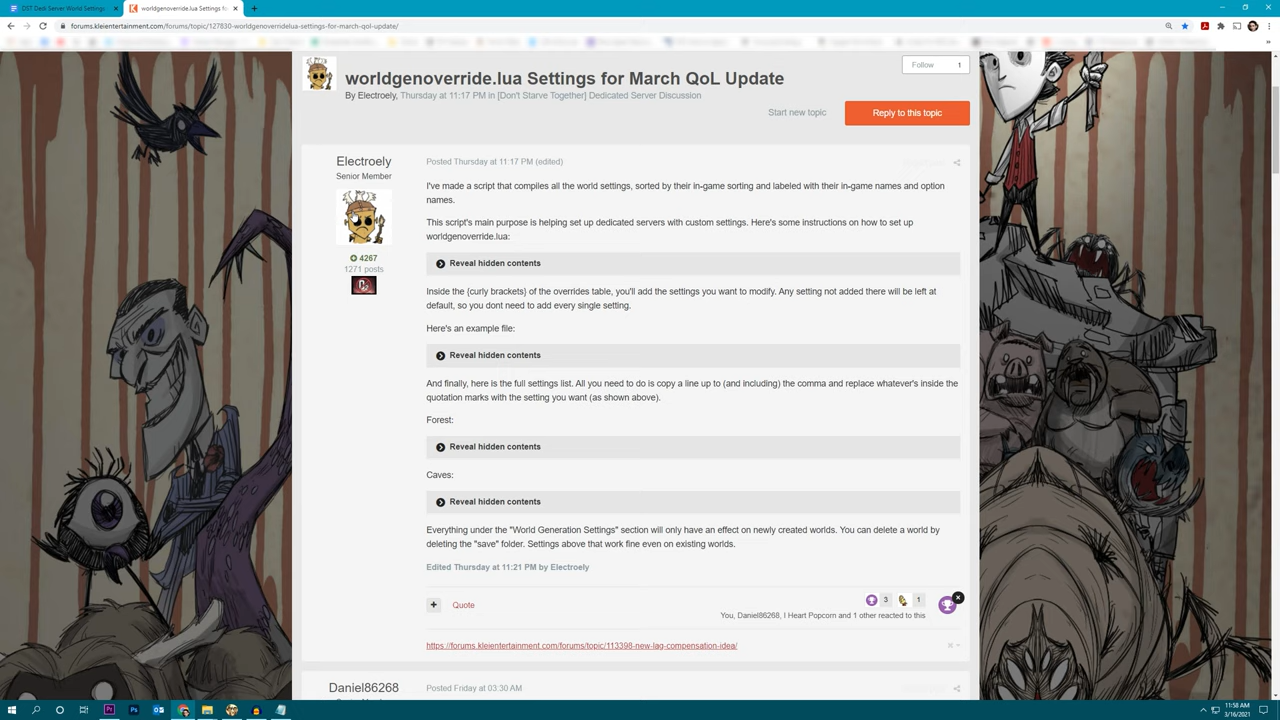 DST Dedi Server World Settings
worldgenoverride.lua Settings fo
forums.kleientertainment.com/forums/topic/127830-worldgenoverridelua-settings-for-march-qol-update/
worldgenoverride.lua Settings for March QoL Update
Follow 1
By Electroely, Thursday at 11:17 PM in [Don't Starve Together] Dedicated Server Discussion
Start new topic
Reply to this topic
Electroely
Senior Member
4267
1271 posts
Posted Thursday at 11:17 PM (edited)
I've made a script that compiles all the world settings, sorted by their in-game sorting and labeled with their in-game names and option
names.
This script's main purpose is helping set up dedicated servers with custom settings. Here's some instructions on how to set up
worldgenoverride.lua:
Reveal hidden contents
Inside the {curly brackets} of the overrides table, you'll add the settings you want to modify. Any setting not added there will be left at
default, so you dont need to add every single setting.
Here's an example file:
Reveal hidden contents
And finally, here is the full settings list. All you need to do is copy a line up to (and including) the comma and replace whatever's inside the
quotation marks with the setting you want (as shown above).
Forest:
Reveal hidden contents
Caves:
Reveal hidden contents
Everything under the "World Generation Settings" section will only have an effect on newly created worlds. You can delete a world by
deleting the "save" folder. Settings above that work fine even on existing worlds.
Edited Thursday at 11:21 PM by Electroely
+ Quote
3 1
You, Daniel86268, I Heart Popcorn and 1 other reacted to this
https://forums.kleientertainment.com/forums/topic/113398-new-lag-compensation-idea/
Daniel86268
Posted Friday at 03:30 AM
11:58 AM
3/16/2021